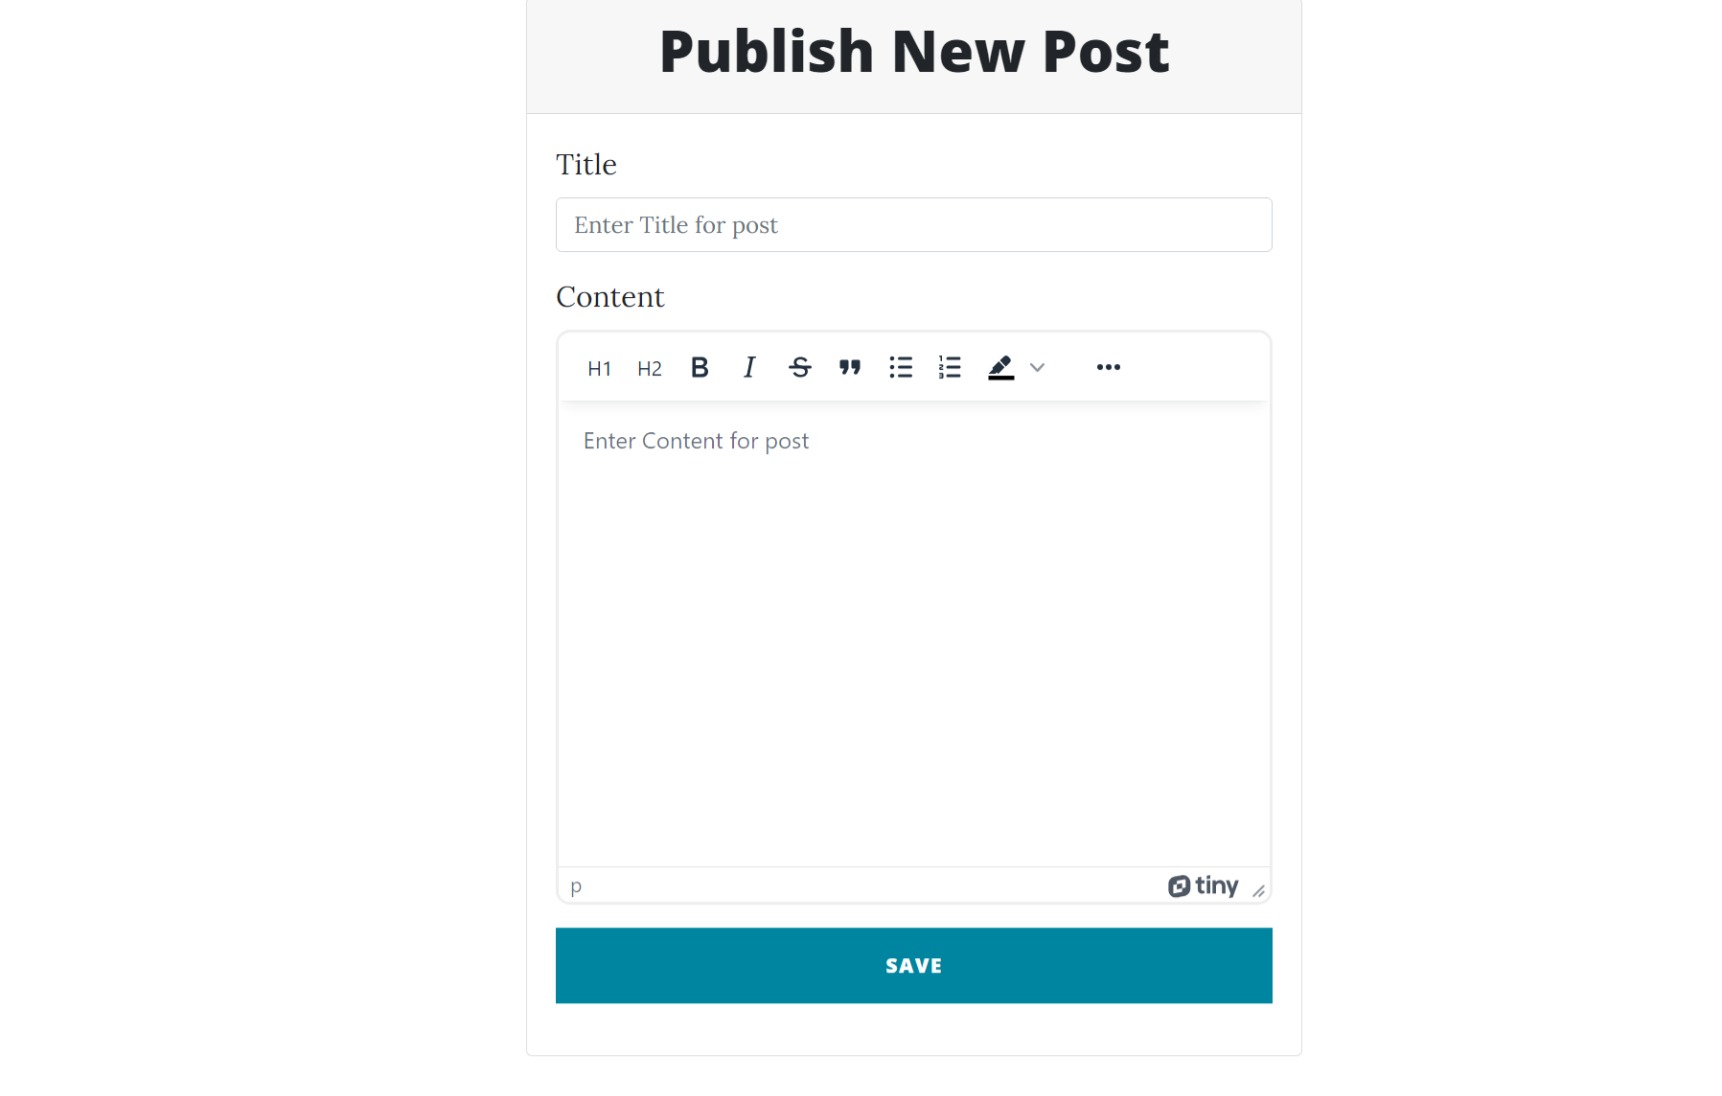 Publish New Post
Title
Enter Title for post
Content
H1 H2 B I S
Enter Content for post
p tiny
SAVE